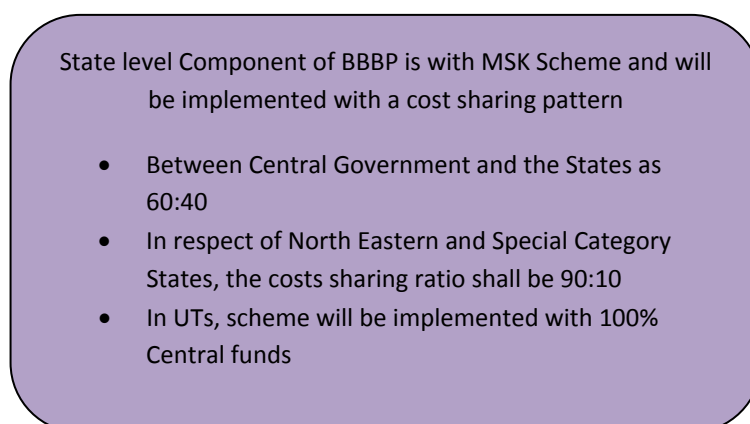 State level Component of BBBP is with MSK Scheme and will
be implemented with a cost sharing pattern
• Between Central Government and the States as
60:40
• In respect of North Eastern and Special Category
States, the costs sharing ratio shall be 90:10
• In UTs, scheme will be implemented with 100%
Central funds